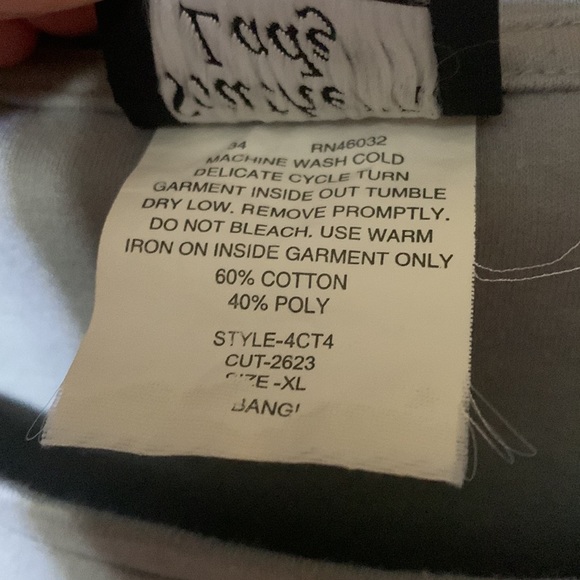 34 RN46032
MACHINE WASH COLD
DELICATE CYCLE TURN
GARMENT INSIDE OUT TUMBLE
DRY LOW. REMOVE PROMPTLY.
DO NOT BLEACH. USE WARM
IRON ON INSIDE GARMENT ONLY
60% COTTON
40% POLY
STYLE-4CT4
CUT-2623
SIZE-XL
BANG!